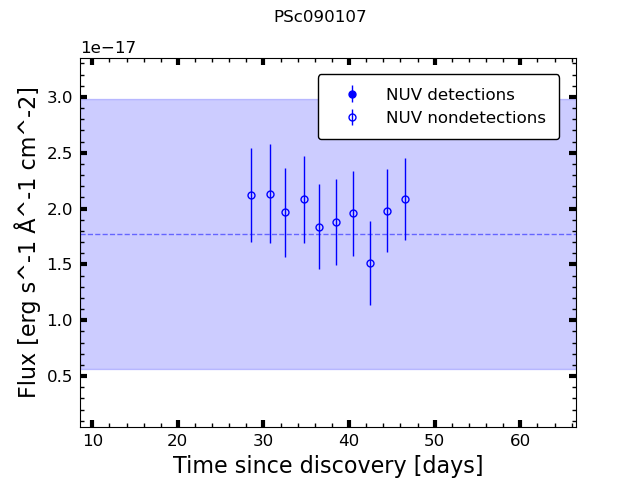 PSc090107
1e−17
NUV detections
NUV nondetections
3.0
2.5
2.0
1.5
1.0
0.5
Flux [erg s^-1 Å^-1 cm^-2]
10 20 30 40 50 60
Time since discovery [days]